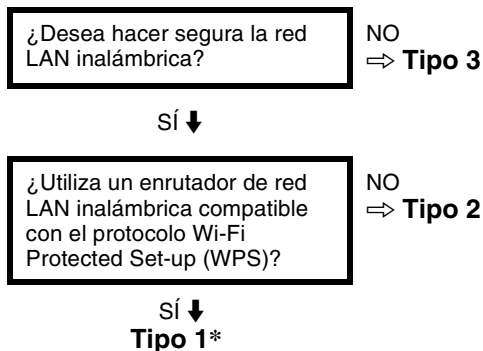 ¿Desea hacer segura la red
LAN inalámbrica?
NO
⇨ Tipo 3
SÍ ⬇
¿Utiliza un enrutador de red
LAN inalámbrica compatible
con el protocolo Wi-Fi
Protected Set-up (WPS)?
NO
⇨ Tipo 2
SÍ ⬇
Tipo 1*